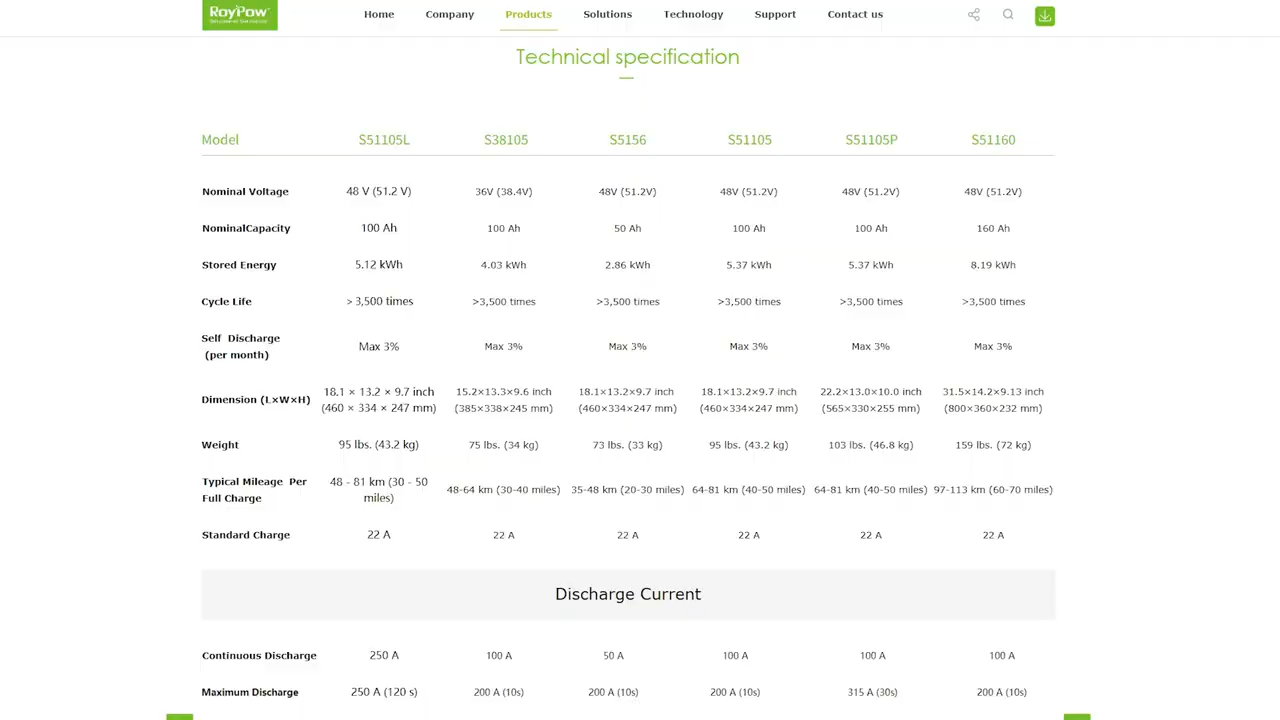 RoyPow
Home Company Products Solutions Technology Support Contact us
Technical specification
Model S51105L S38105 S5156 S51105 S51105P S51160
Nominal Voltage 48 V (51.2 V) 36V (38.4V) 48V (51.2V) 48V (51.2V) 48V (51.2V) 48V (51.2V)
NominalCapacity 100 Ah 100 Ah 50 Ah 100 Ah 100 Ah 160 Ah
Stored Energy 5.12 kWh 4.03 kWh 2.86 kWh 5.37 kWh 5.37 kWh 8.19 kWh
Cycle Life > 3,500 times >3,500 times >3,500 times >3,500 times >3,500 times >3,500 times
Self Discharge
(per month) Max 3% Max 3% Max 3% Max 3% Max 3% Max 3%
Dimension (L×W×H) 18.1 × 13.2 × 9.7 inch 15.2×13.3×9.6 inch 18.1×13.2×9.7 inch 18.1×13.2×9.7 inch 22.2×13.0×10.0 inch 31.5×14.2×9.13 inch
(460 × 334 × 247 mm) (385×338×245 mm) (460×334×247 mm) (460×334×247 mm) (565×330×255 mm) (800×360×232 mm)
Weight 95 lbs. (43.2 kg) 75 lbs. (34 kg) 73 lbs. (33 kg) 95 lbs. (43.2 kg) 103 lbs. (46.8 kg) 159 lbs. (72 kg)
Typical Mileage Per 48 - 81 km (30 - 50
Full Charge miles) 48-64 km (30-40 miles) 35-48 km (20-30 miles) 64-81 km (40-50 miles) 64-81 km (40-50 miles) 97-113 km (60-70 miles)
Standard Charge 22 A 22 A 22 A 22 A 22 A 22 A
Discharge Current
Continuous Discharge 250 A 100 A 50 A 100 A 100 A 100 A
Maximum Discharge 250 A (120 s) 200 A (10s) 200 A (10s) 200 A (10s) 315 A (30s) 200 A (10s)